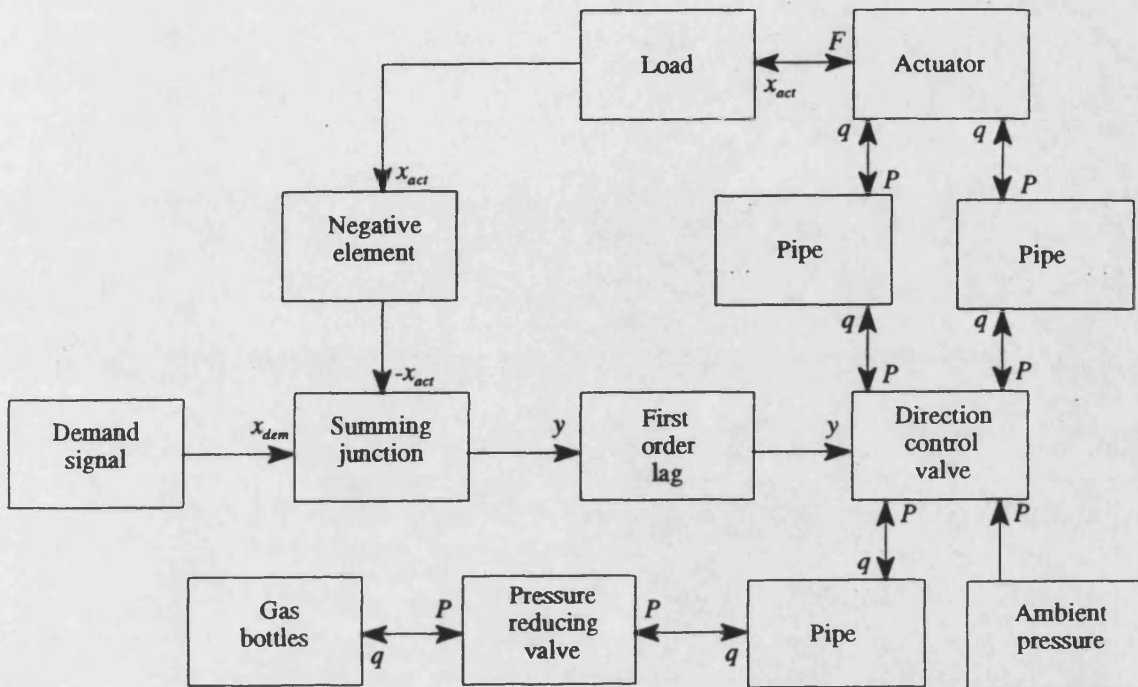 Load
F
x_act
Actuator
q
q
P
P
x_act
Negative
element
Pipe
Pipe
q
q
P
P
-x_act
Demand
signal
x_dem
Summing
junction
y
First
order
lag
y
Direction
control
valve
P
P
q
Gas
bottles
P
q
Pressure
reducing
valve
P
q
Pipe
Ambient
pressure